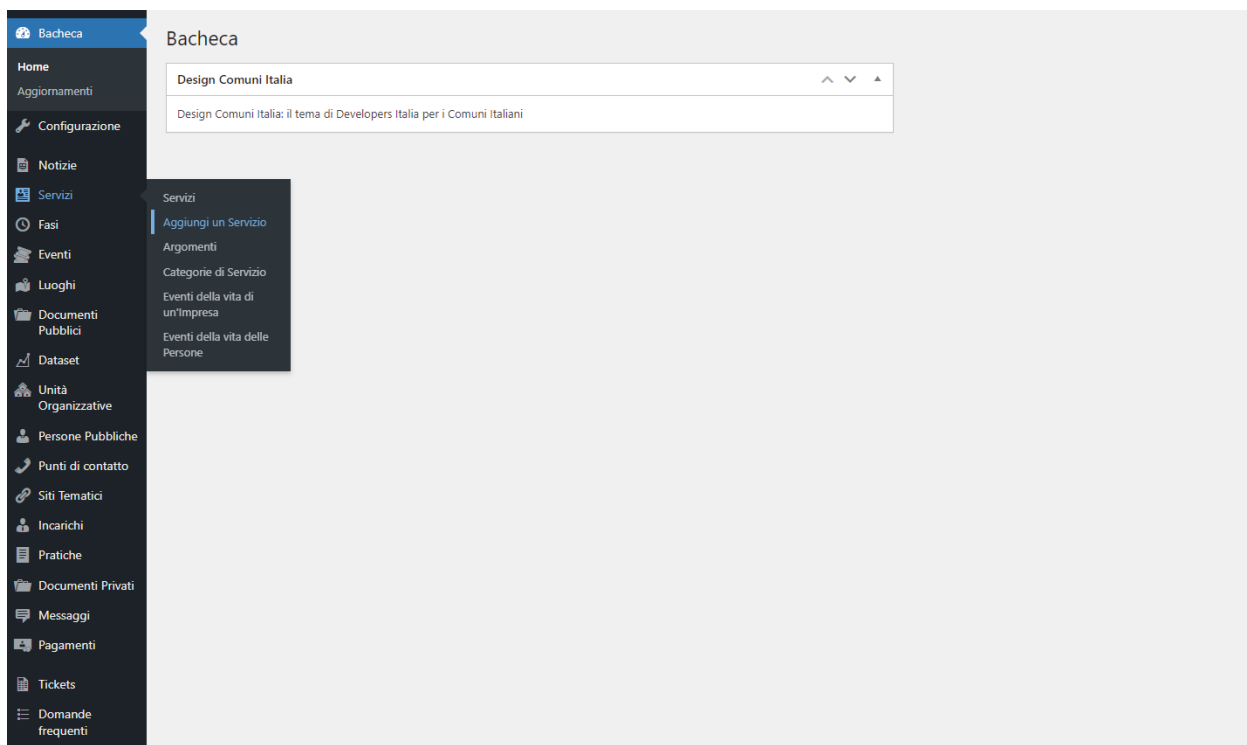 Bacheca
Home
Aggiornamenti
Configurazione
Notizie
Servizi
Fasi
Eventi
Luoghi
Documenti
Pubblici
Dataset
Unità
Organizzative
Persone Pubbliche
Punti di contatto
Siti Tematici
Incarichi
Pratiche
Documenti Privati
Messaggi
Pagamenti
Tickets
Domande
frequenti
Servizi
Aggiungi un Servizio
Argomenti
Categorie di Servizio
Eventi della vita di
un'Impresa
Eventi della vita delle
Persone
Bacheca
Design Comuni Italia
Design Comuni Italia: il tema di Developers Italia per i Comuni Italiani